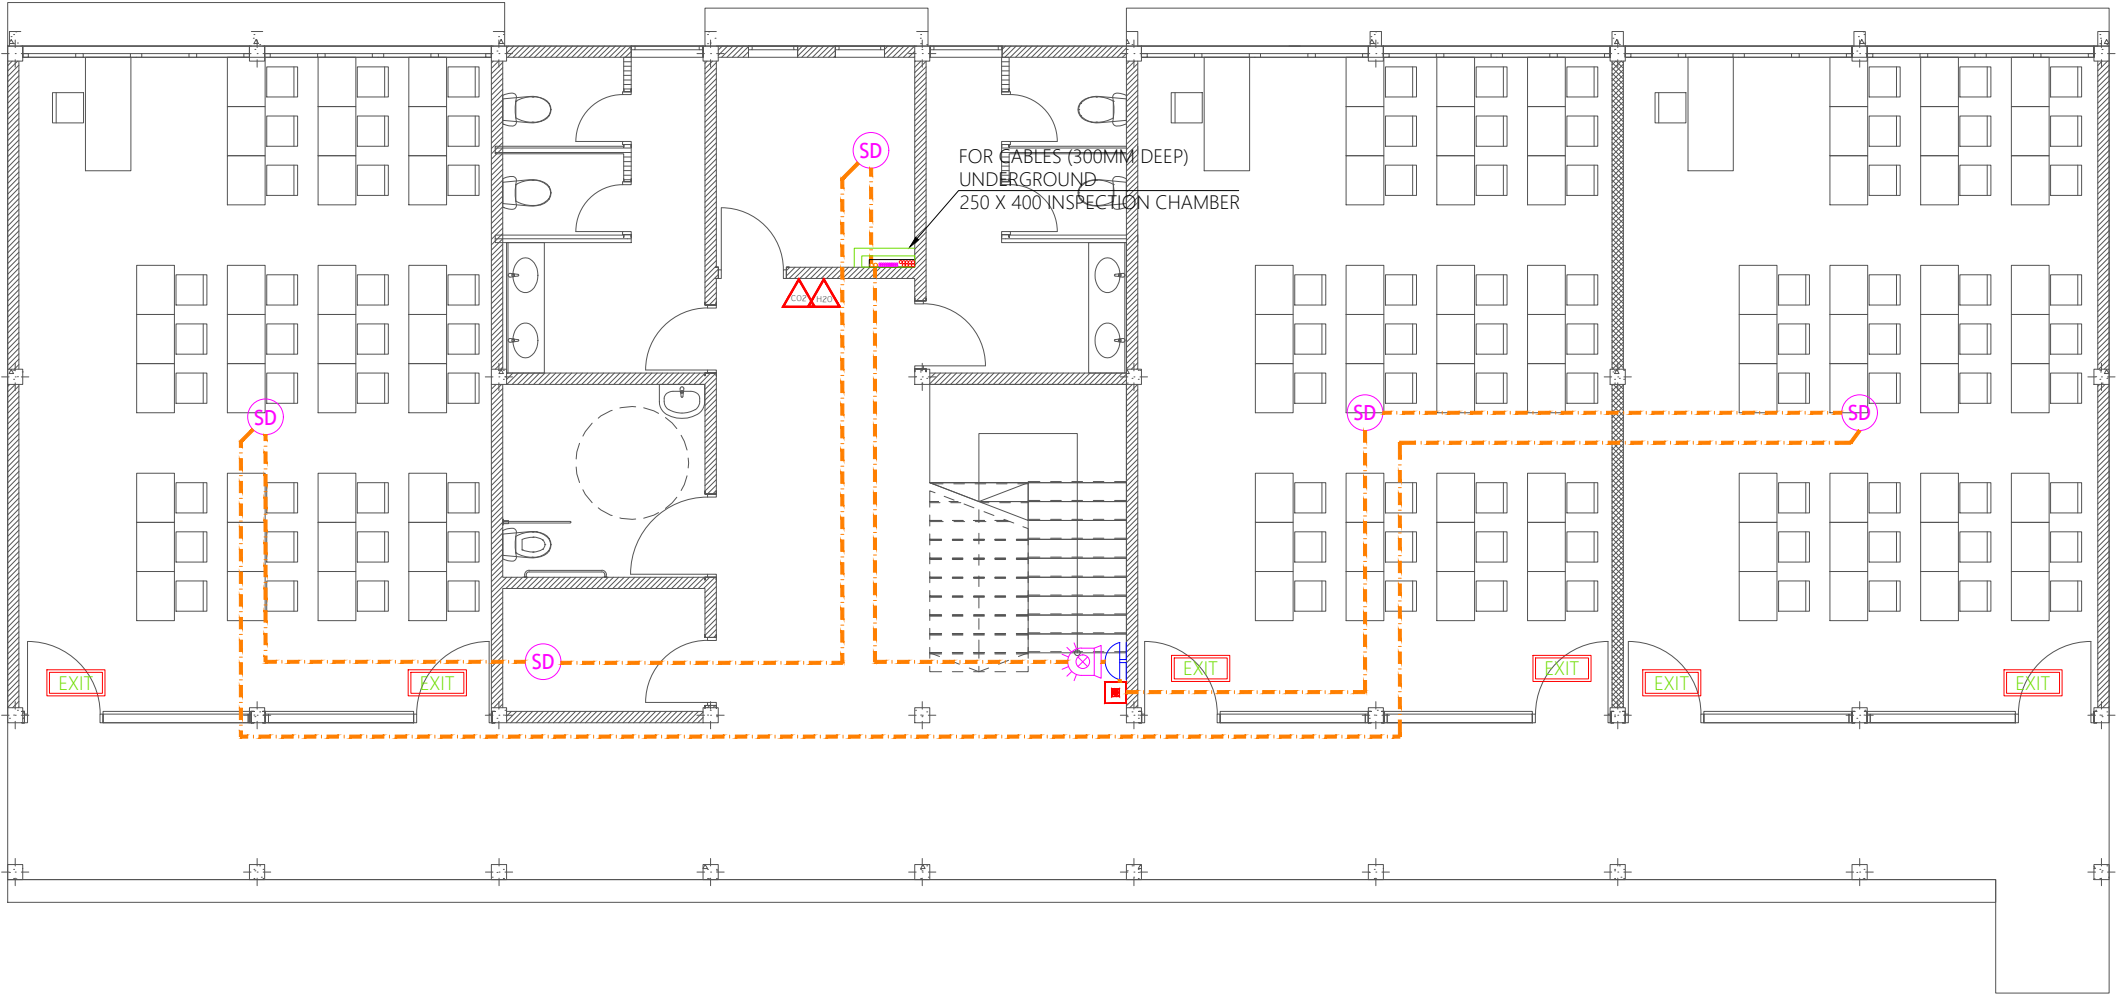 SD
FOR CABLES (300MM DEEP)
UNDERGROUND
250 X 400 INSPECTION CHAMBER
CO2
H2O
SD
SD
SD
SD
EXIT
EXIT
EXIT
EXIT
EXIT
EXIT